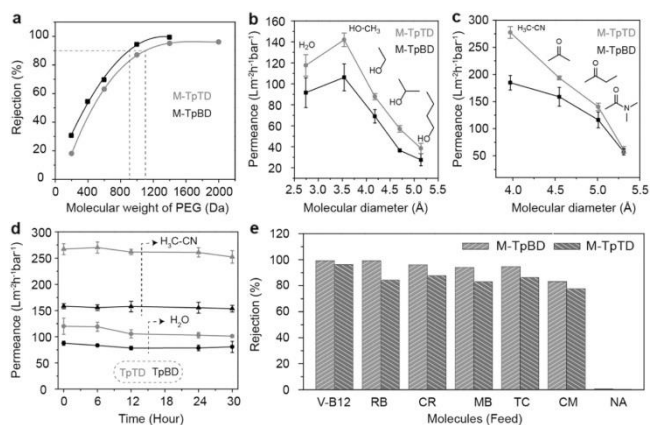 a
100
90
80
70
60
50
40
30
20
10
0
Rejection (%)
M-TpTD
M-TpBD
0 400 800 1200 1600 2000
Molecular weight of PEG (Da)
b
160
140
120
100
80
60
40
20
0
Permeance (Lm⁻²h⁻¹bar⁻¹)
HO-CH₃
M-TpTD
M-TpBD
H₂O
HO
HO
HO
2.5 3.0 3.5 4.0 4.5 5.0
Molecular diameter (Å)
c
300
250
200
150
100
50
Permeance (Lm⁻²h⁻¹bar⁻¹)
H₃C-CN
M-TpTD
M-TpBD
O
O
O
N
4.0 4.5 5.0 5.5
Molecular diameter (Å)
d
350
300
250
200
150
100
50
0
Permeance (Lm⁻²h⁻¹bar⁻¹)
H₃C-CN
H₂O
TpTD TpBD
0 6 12 18 24 30
Time (Hour)
e
120
100
80
60
40
20
0
Rejection (%)
M-TpBD M-TpTD
V-B12 RB CR MB TC CM NA
Molecules (Feed)